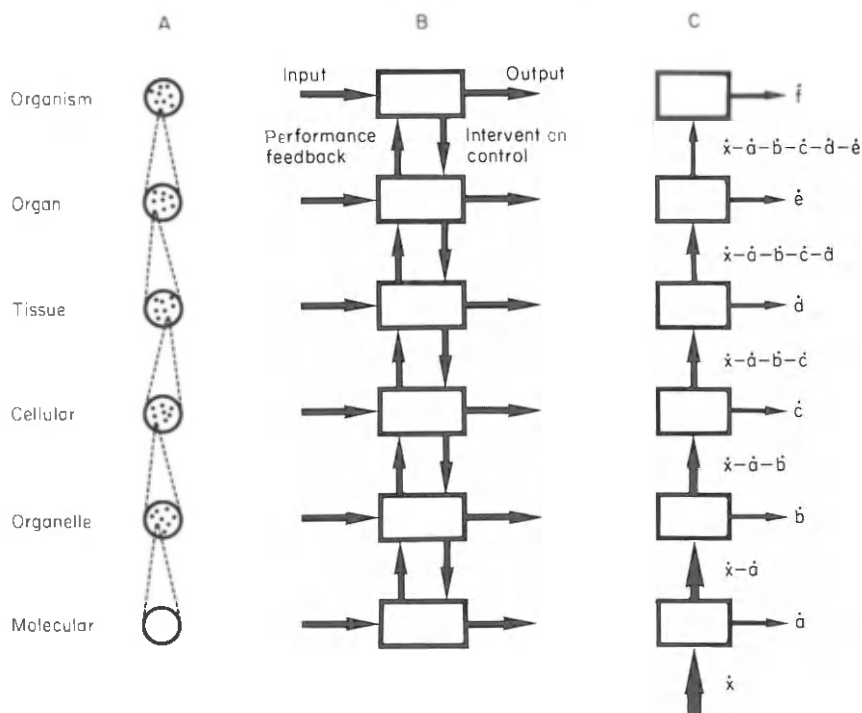 A
B
C
Organism
Organ
Tissue
Cellular
Organelle
Molecular
Input
Output
Performance
feedback
Intervent on
control
ḟ
ẋ-ȧ-ḃ-ċ-ḋ-ė
ė
ẋ-ȧ-ḃ-ċ-ḋ
ḋ
ẋ-ȧ-ḃ-ċ
ċ
ẋ-ȧ-ḃ
ḃ
ẋ-ȧ
ȧ
ẋ